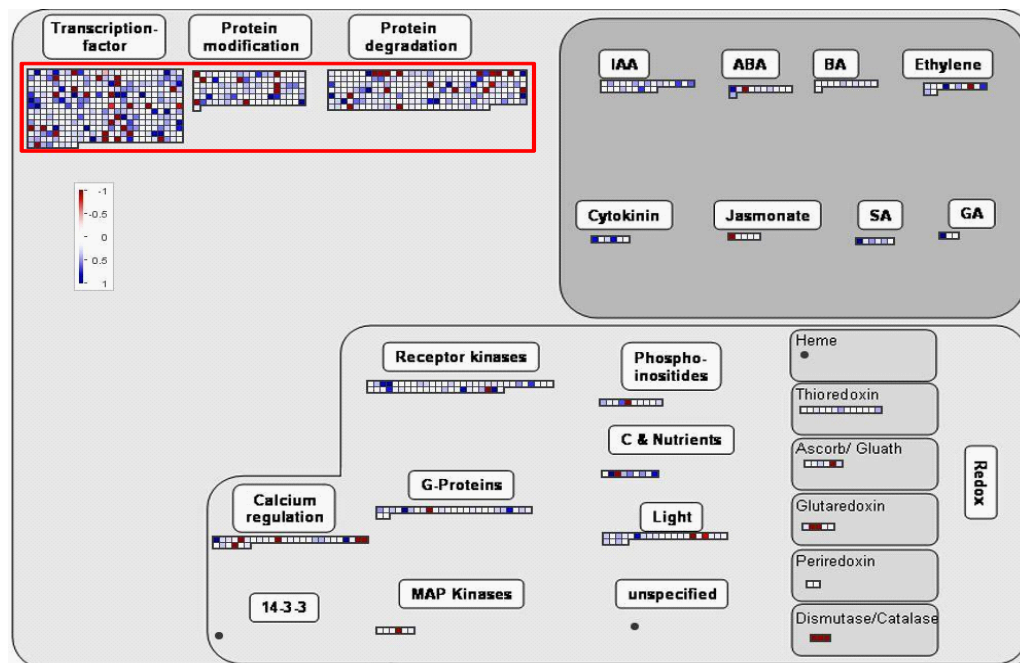 Transcription-
factor
Protein
modification
Protein
degradation
IAA
ABA
BA
Ethylene
-1
-0.5
0
0.5
1
Cytokinin
Jasmonate
SA
GA
Receptor kinases
Phospho-
inositides
Heme
Thioredoxin
C & Nutrients
Ascorb/ Gluath
Redox
Calcium
regulation
G-Proteins
Light
Glutaredoxin
Periredoxin
14-3-3
MAP Kinases
unspecified
Dismutase/Catalase